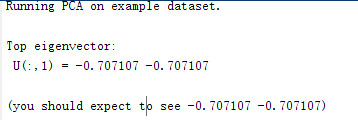 Running PCA on example dataset.
Top eigenvector:
U(:,1) = -0.707107 -0.707107
(you should expect to see -0.707107 -0.707107)